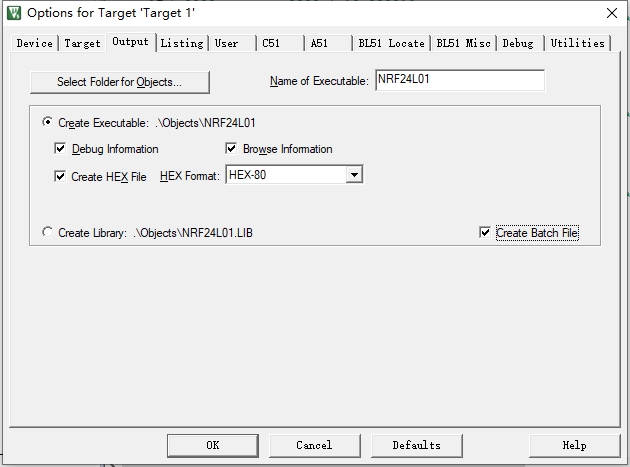 Options for Target 'Target 1'
Device Target Output Listing User C51 A51 BL51 Locate BL51 Misc Debug Utilities
Select Folder for Objects... Name of Executable: NRF24L01
Create Executable: .\Objects\NRF24L01
Debug Information Browse Information
Create HEX File HEX Format: HEX-80
Create Library: .\Objects\NRF24L01.LIB Create Batch File
OK Cancel Defaults Help